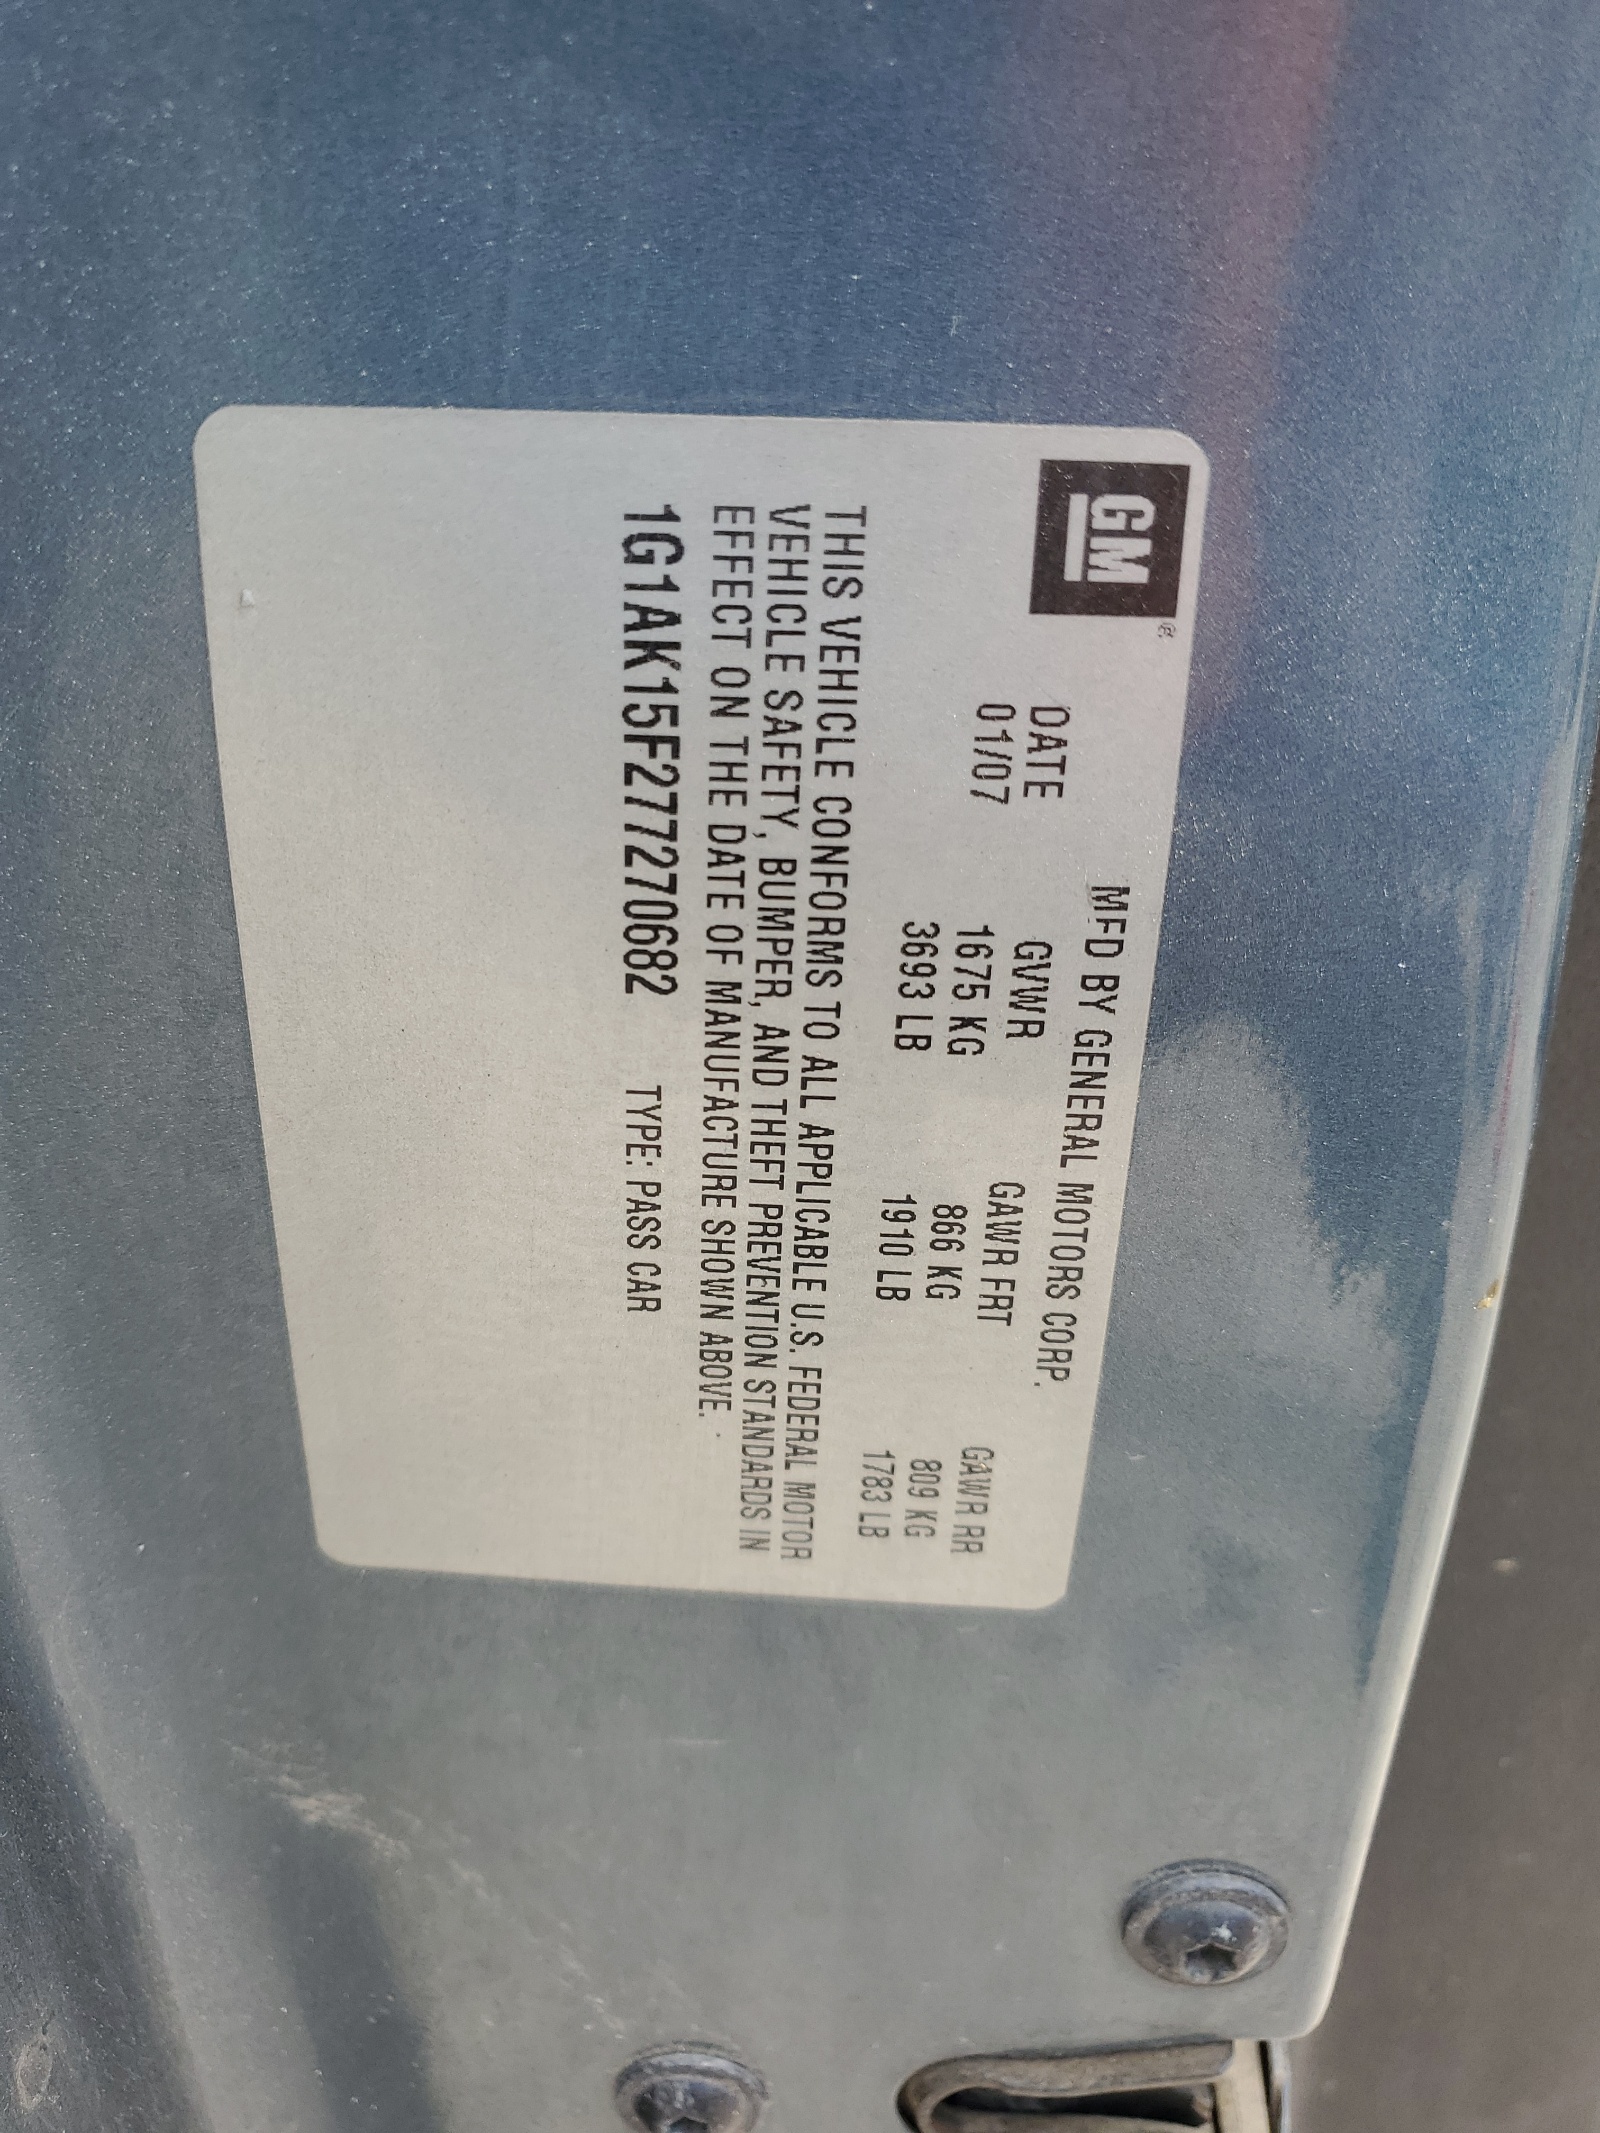 GM®
MFD BY GENERAL MOTORS CORP.
DATE GVWR GAWR FRT GAWR RR
01/07 1675 KG 866 KG 809 KG
3693 LB 1910 LB 1783 LB
THIS VEHICLE CONFORMS TO ALL APPLICABLE U.S. FEDERAL MOTOR
VEHICLE SAFETY, BUMPER, AND THEFT PREVENTION STANDARDS IN
EFFECT ON THE DATE OF MANUFACTURE SHOWN ABOVE.
1G1AK15F277270682 TYPE: PASS CAR